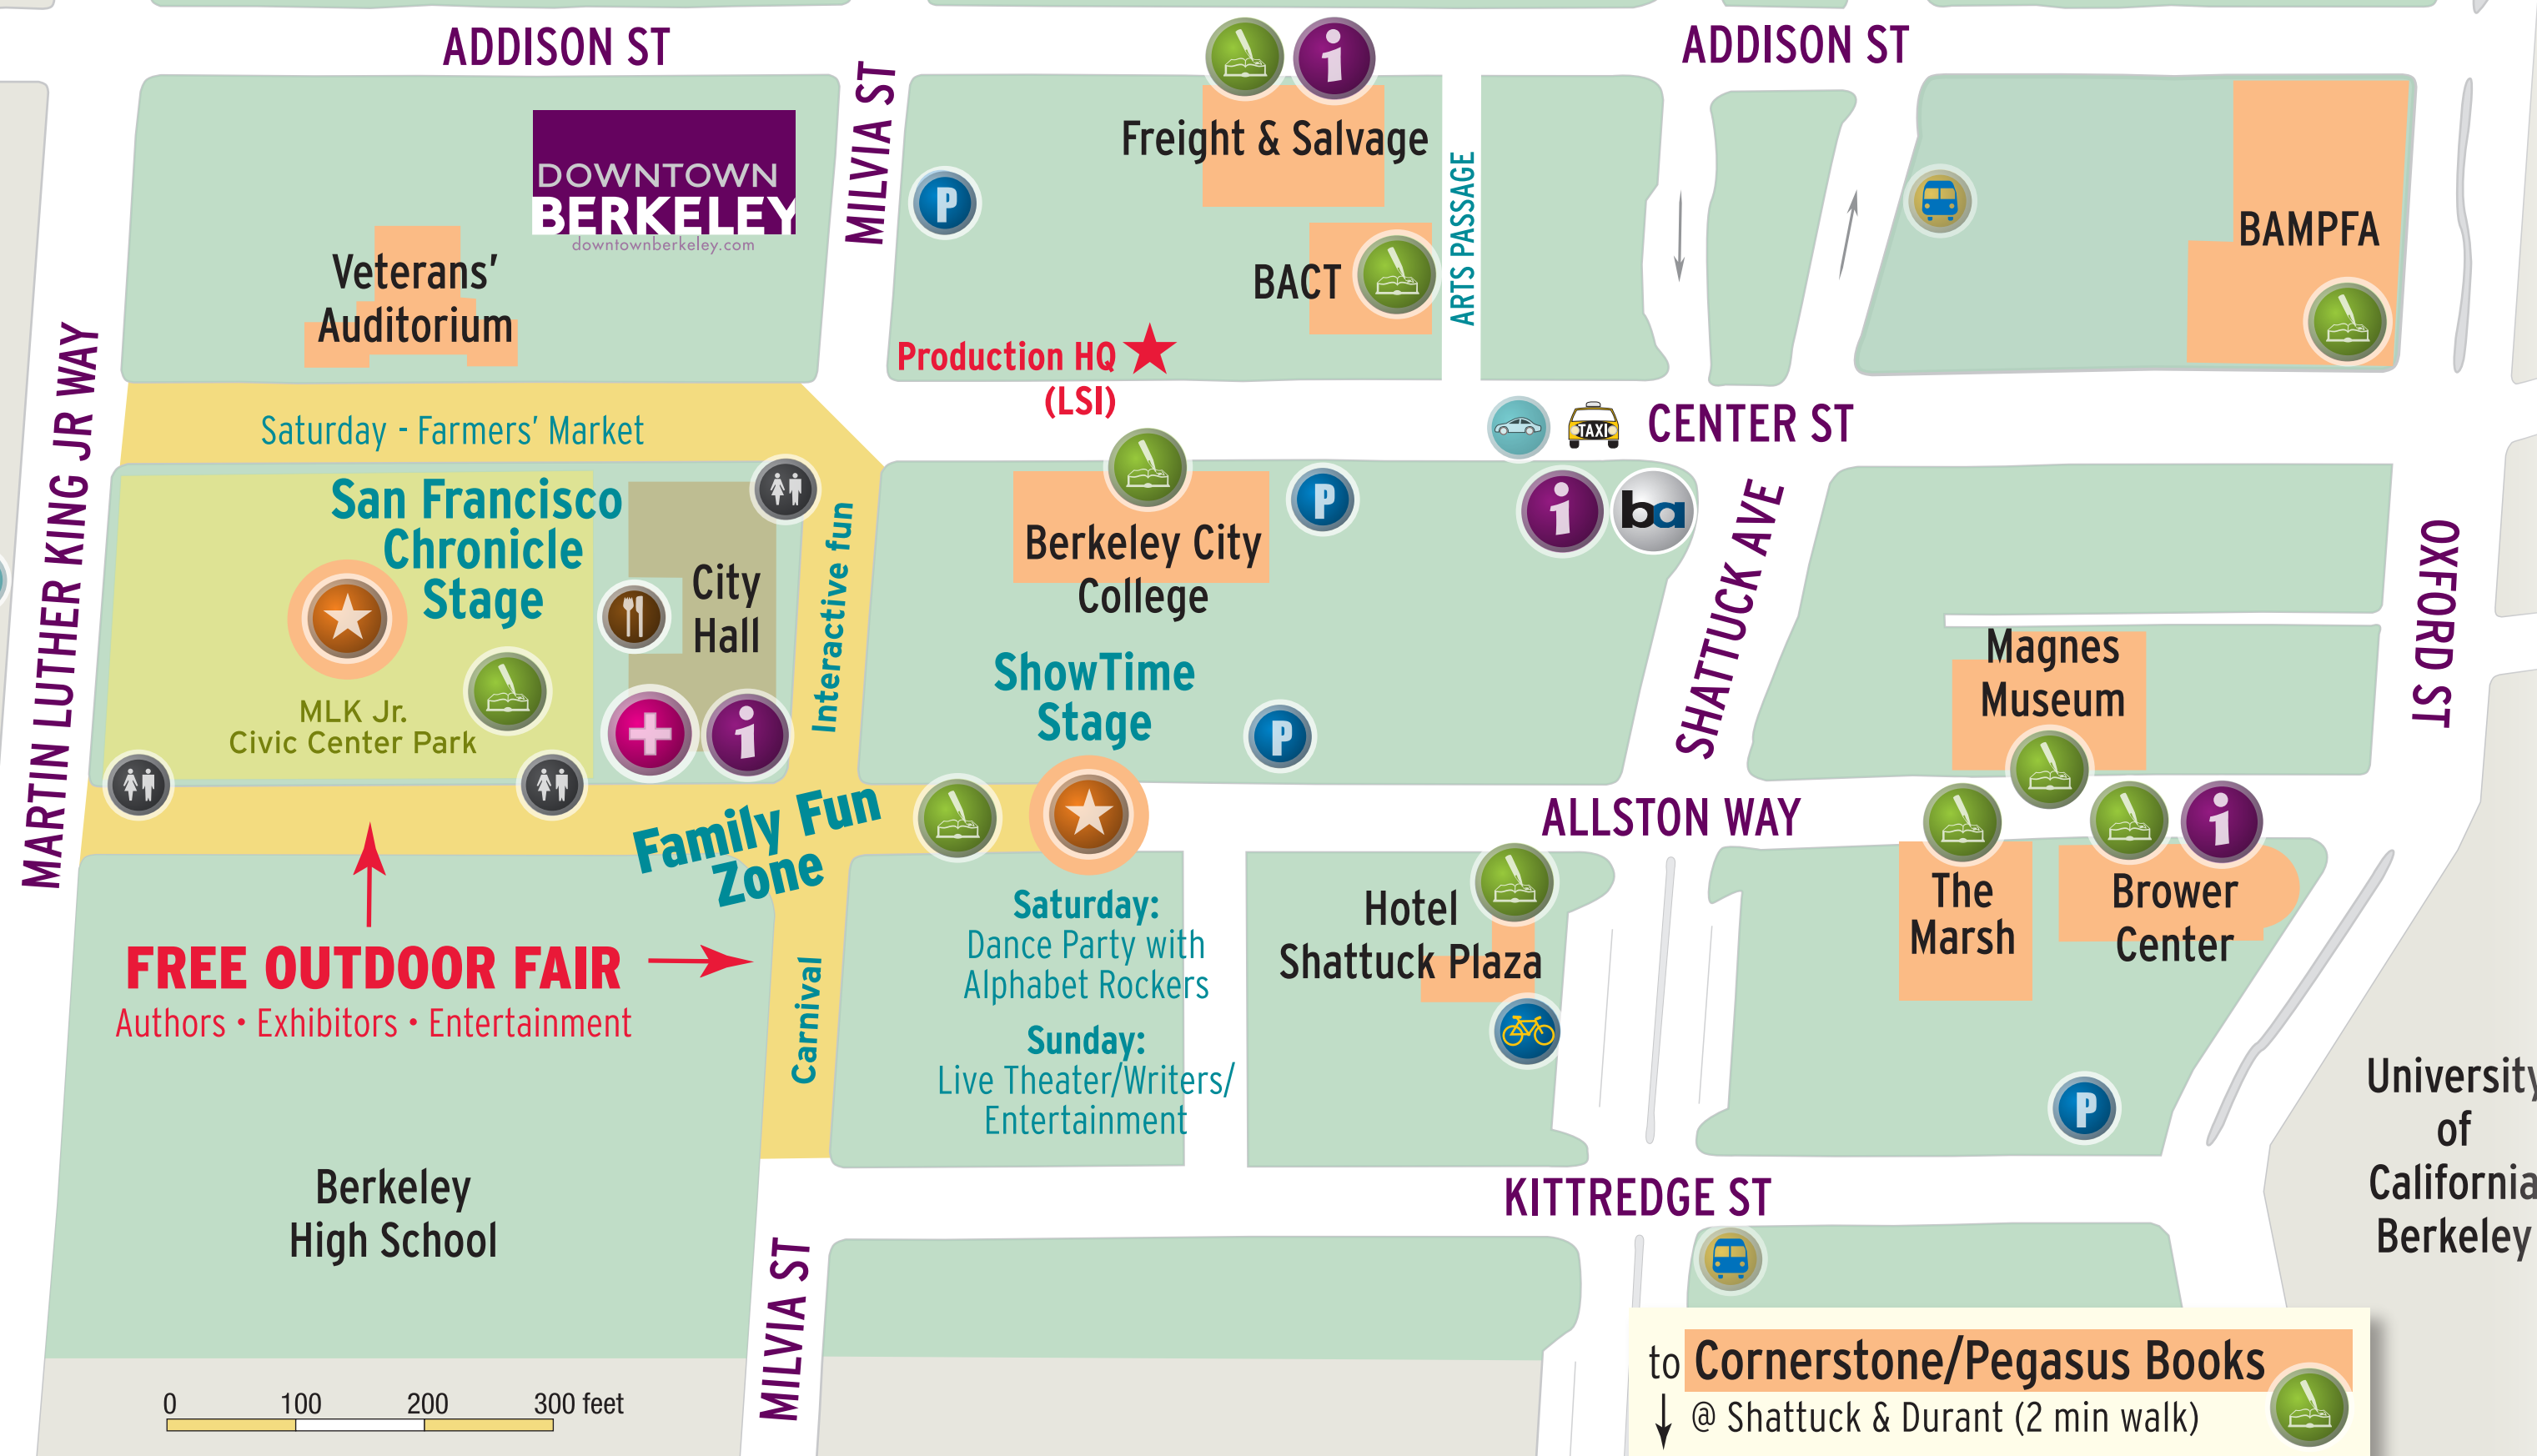 ADDISON ST
ADDISON ST
MILVIA ST
DOWNTOWN
BERKELEY
downtownberkeley.com
Freight & Salvage
ARTS PASSAGE
P
BAMPFA
Veterans'
Auditorium
BACT
Production HQ
(LSI)
MARTIN LUTHER KING JR WAY
Saturday - Farmers' Market
TAXI
CENTER ST
San Francisco
Chronicle
Stage
City
Hall
Interactive fun
Berkeley City
College
P
i
ba
SHATTUCK AVE
OXFORD ST
MLK Jr.
Civic Center Park
i
ShowTime
Stage
P
Magnes
Museum
Family Fun
Zone
ALLSTON WAY
i
i
The
Marsh
Brower
Center
FREE OUTDOOR FAIR
Authors • Exhibitors • Entertainment
Carnival
Saturday:
Dance Party with
Alphabet Rockers
Sunday:
Live Theater/Writers/
Entertainment
Hotel
Shattuck Plaza
P
University
of
California
Berkeley
Berkeley
High School
KITTREDGE ST
MILVIA ST
0 100 200 300 feet
to Cornerstone/Pegasus Books
@ Shattuck & Durant (2 min walk)